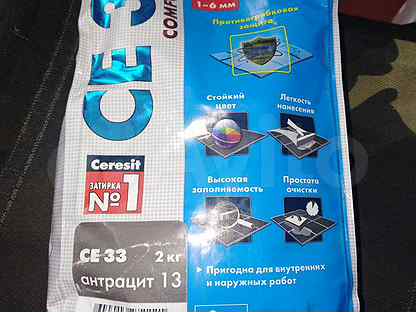 CE 3
COMF
1–6 мм
Противогрибковая
защита
Стойкий
цвет
Легкость
нанесения
Ceresit
ЗАТИРКА
№1
Высокая
заполняемость
Простота
очистки
CE 33
2 кг
антрацит 13
Пригодна для внутренних
и наружных работ